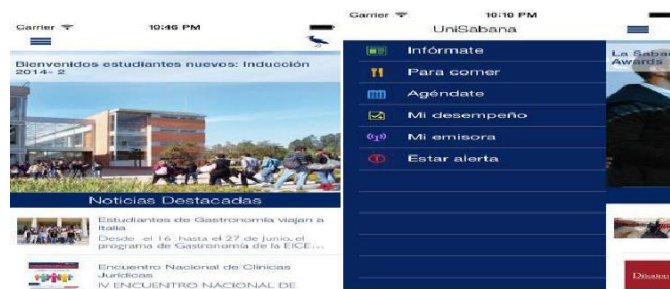 Carrier 10:46 PM
Bienvenidos estudiantes nuevos: Inducción
2014- 2
Noticias Destacadas
Estudiantes de Gastronomía viajan a
Italia
Desde el 16 hasta el 27 de junio, el
programa de Gastronomía de la EICE...
Encuentro Nacional de Clínicas
Jurídicas
IV ENCUENTRO NACIONAL DE
Carrier 10:10 PM
UniSabana
Infórmate
Para comer
Agéndate
Mi desempeño
Mi emisora
Estar alerta
La Saba
Awards